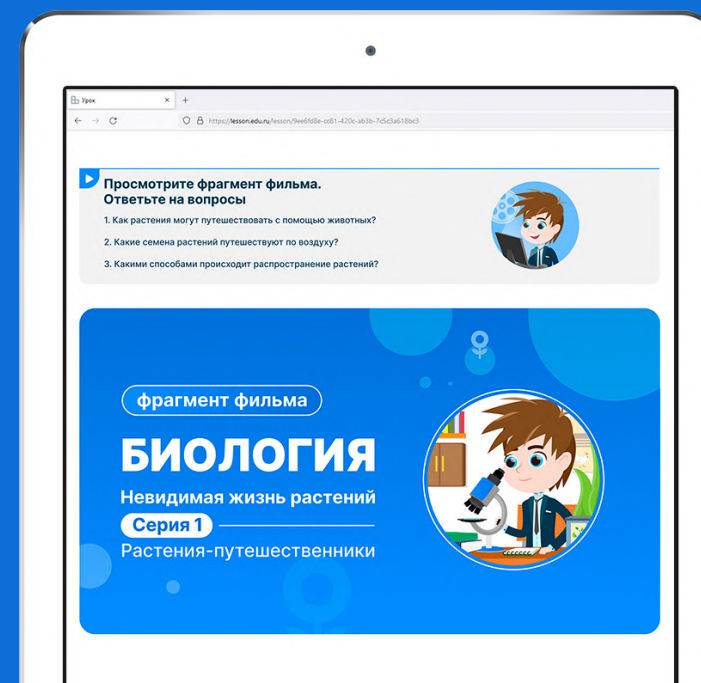 Урок
https://lesson.edu.ru/lesson/9ee6fd8e-cc81-420c-ab3b-7c5c3a618bc3
Просмотрите фрагмент фильма.
Ответьте на вопросы
1. Как растения могут путешествовать с помощью животных?
2. Какие семена растений путешествуют по воздуху?
3. Какими способами происходит распространение растений?
фрагмент фильма
БИОЛОГИЯ
Невидимая жизнь растений
Серия 1
Растения-путешественники